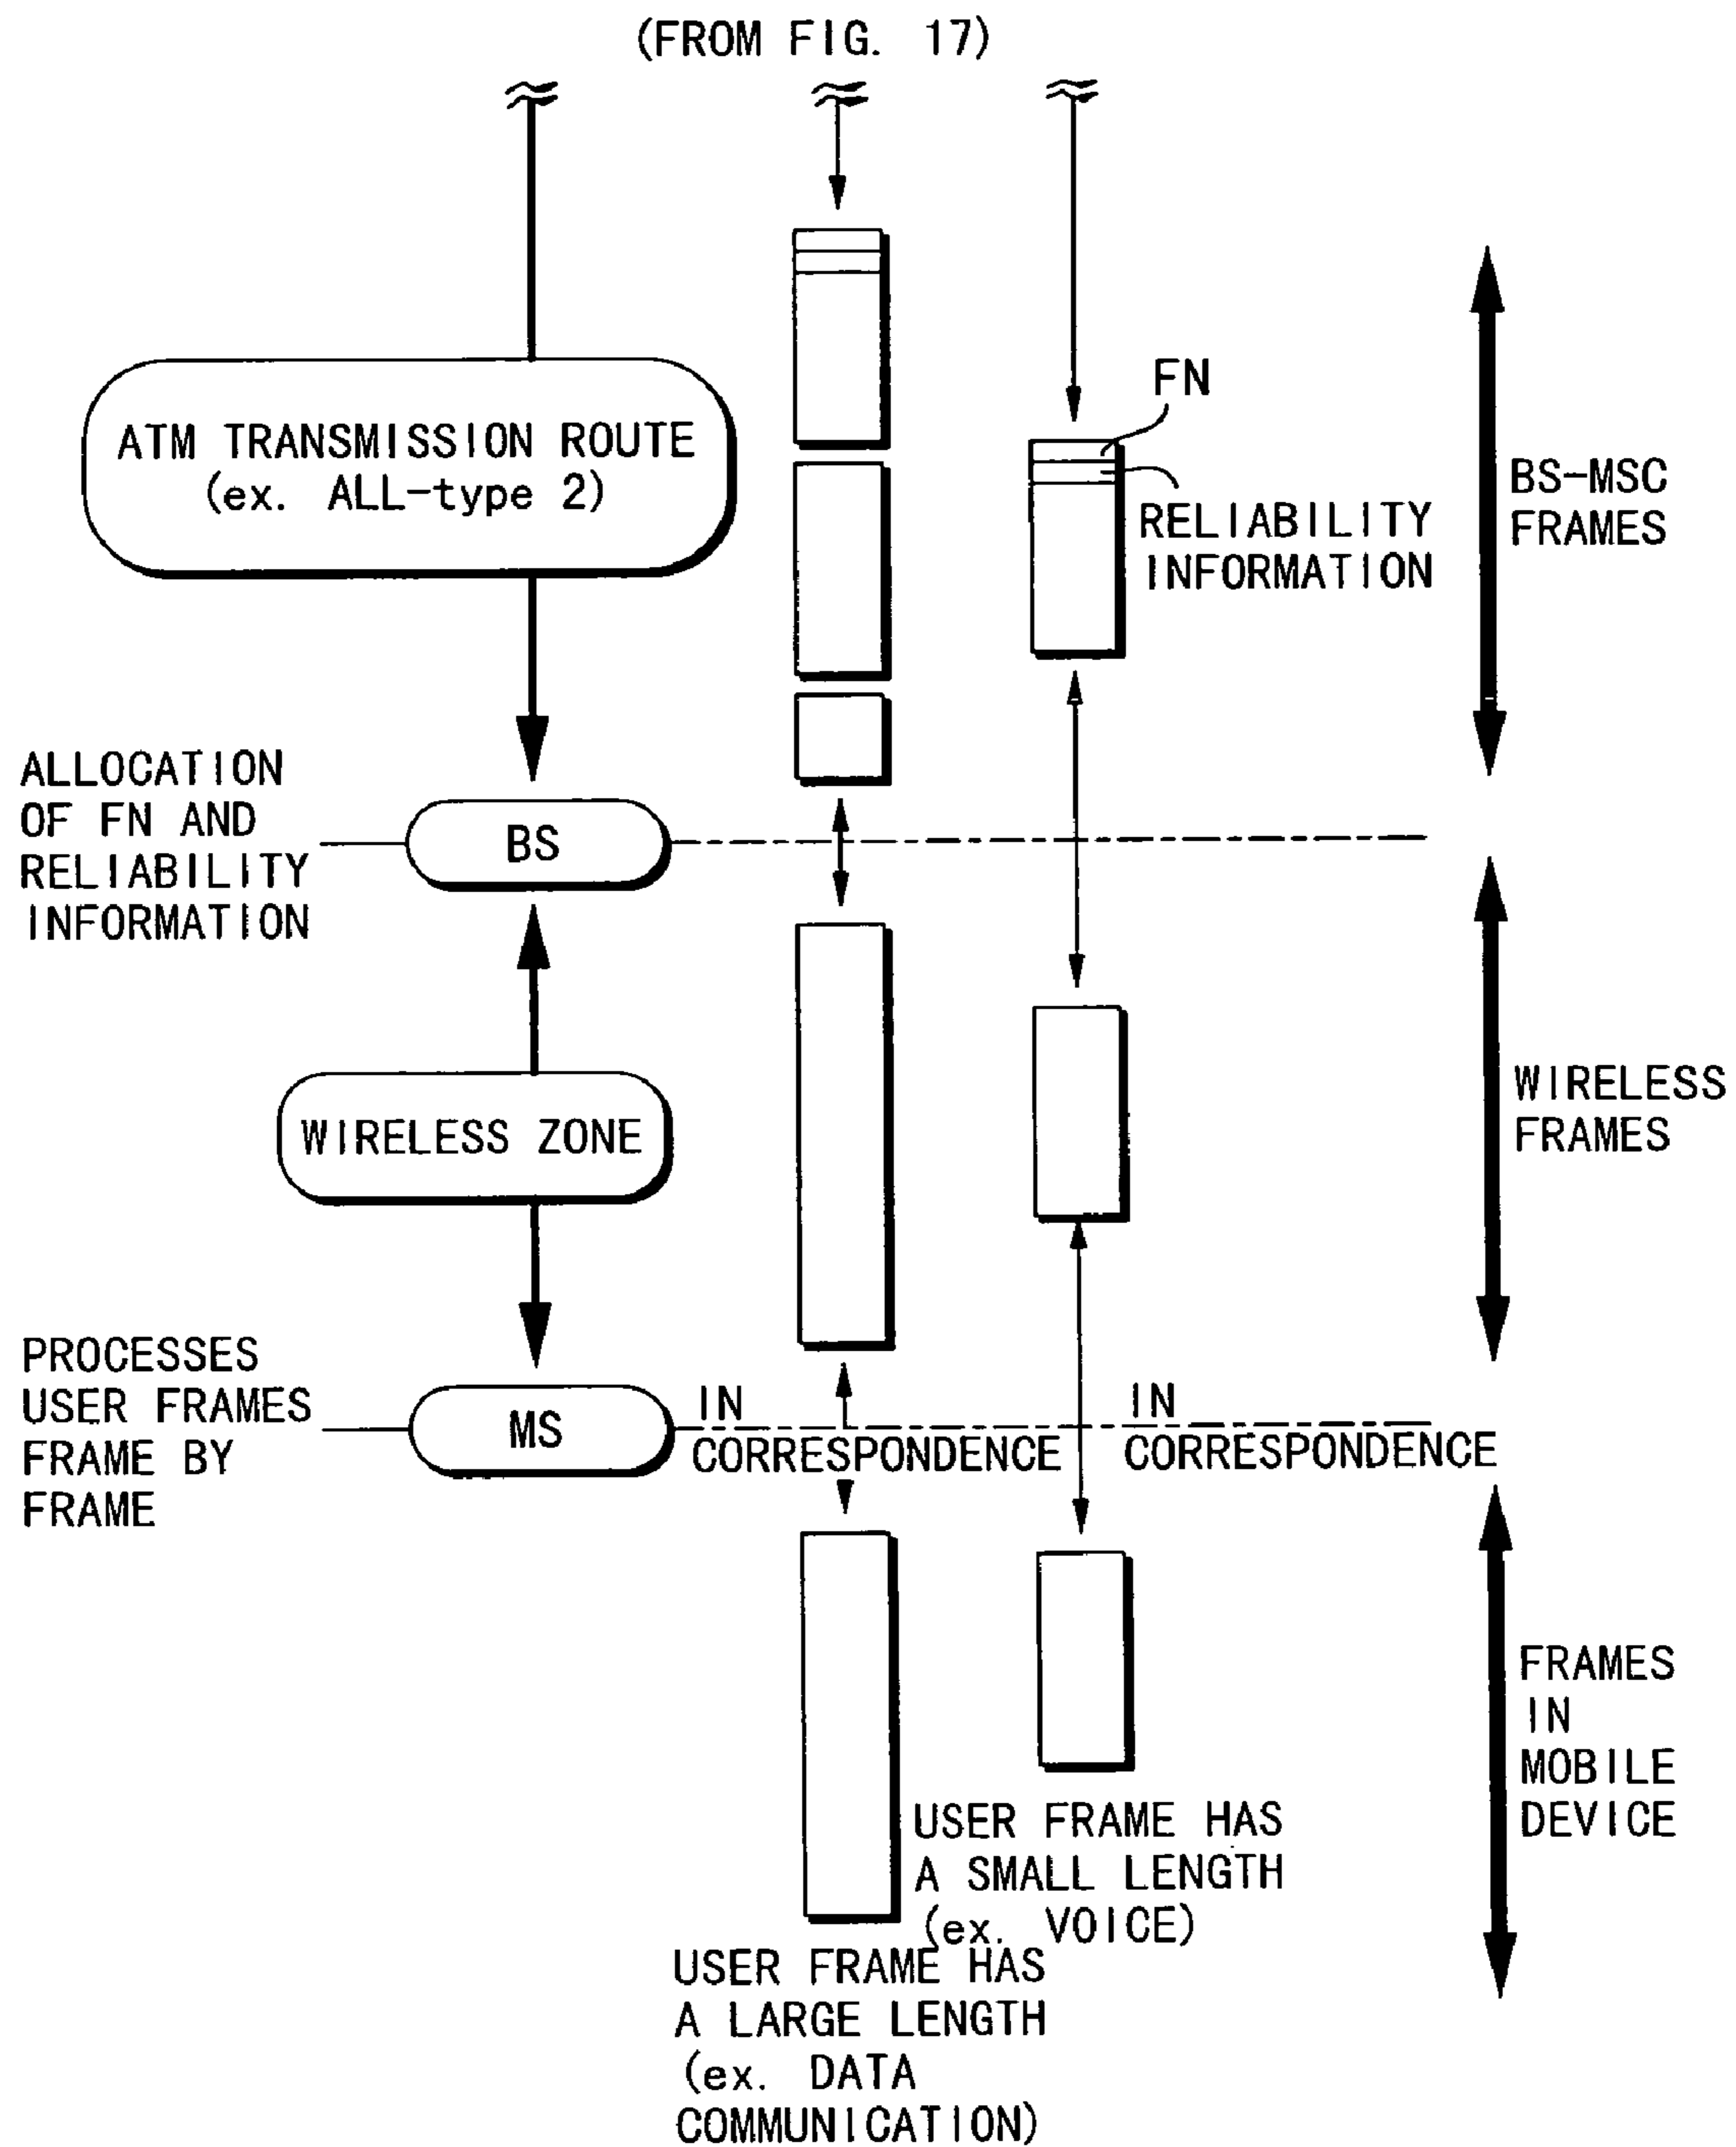 (FROM FIG. 17)
FN
ATM TRANSMISSION ROUTE
(ex. ALL-type 2)
RELIABILITY
INFORMATION
BS-MSC
FRAMES
ALLOCATION
OF FN AND
RELIABILITY
INFORMATION
BS
WIRELESS ZONE
WIRELESS
FRAMES
PROCESSES
USER FRAMES
FRAME BY
FRAME
MS
IN
CORRESPONDENCE
IN
CORRESPONDENCE
FRAMES
IN
MOBILE
DEVICE
USER FRAME HAS
A SMALL LENGTH
(ex. VOICE)
USER FRAME HAS
A LARGE LENGTH
(ex. DATA
COMMUNICATION)